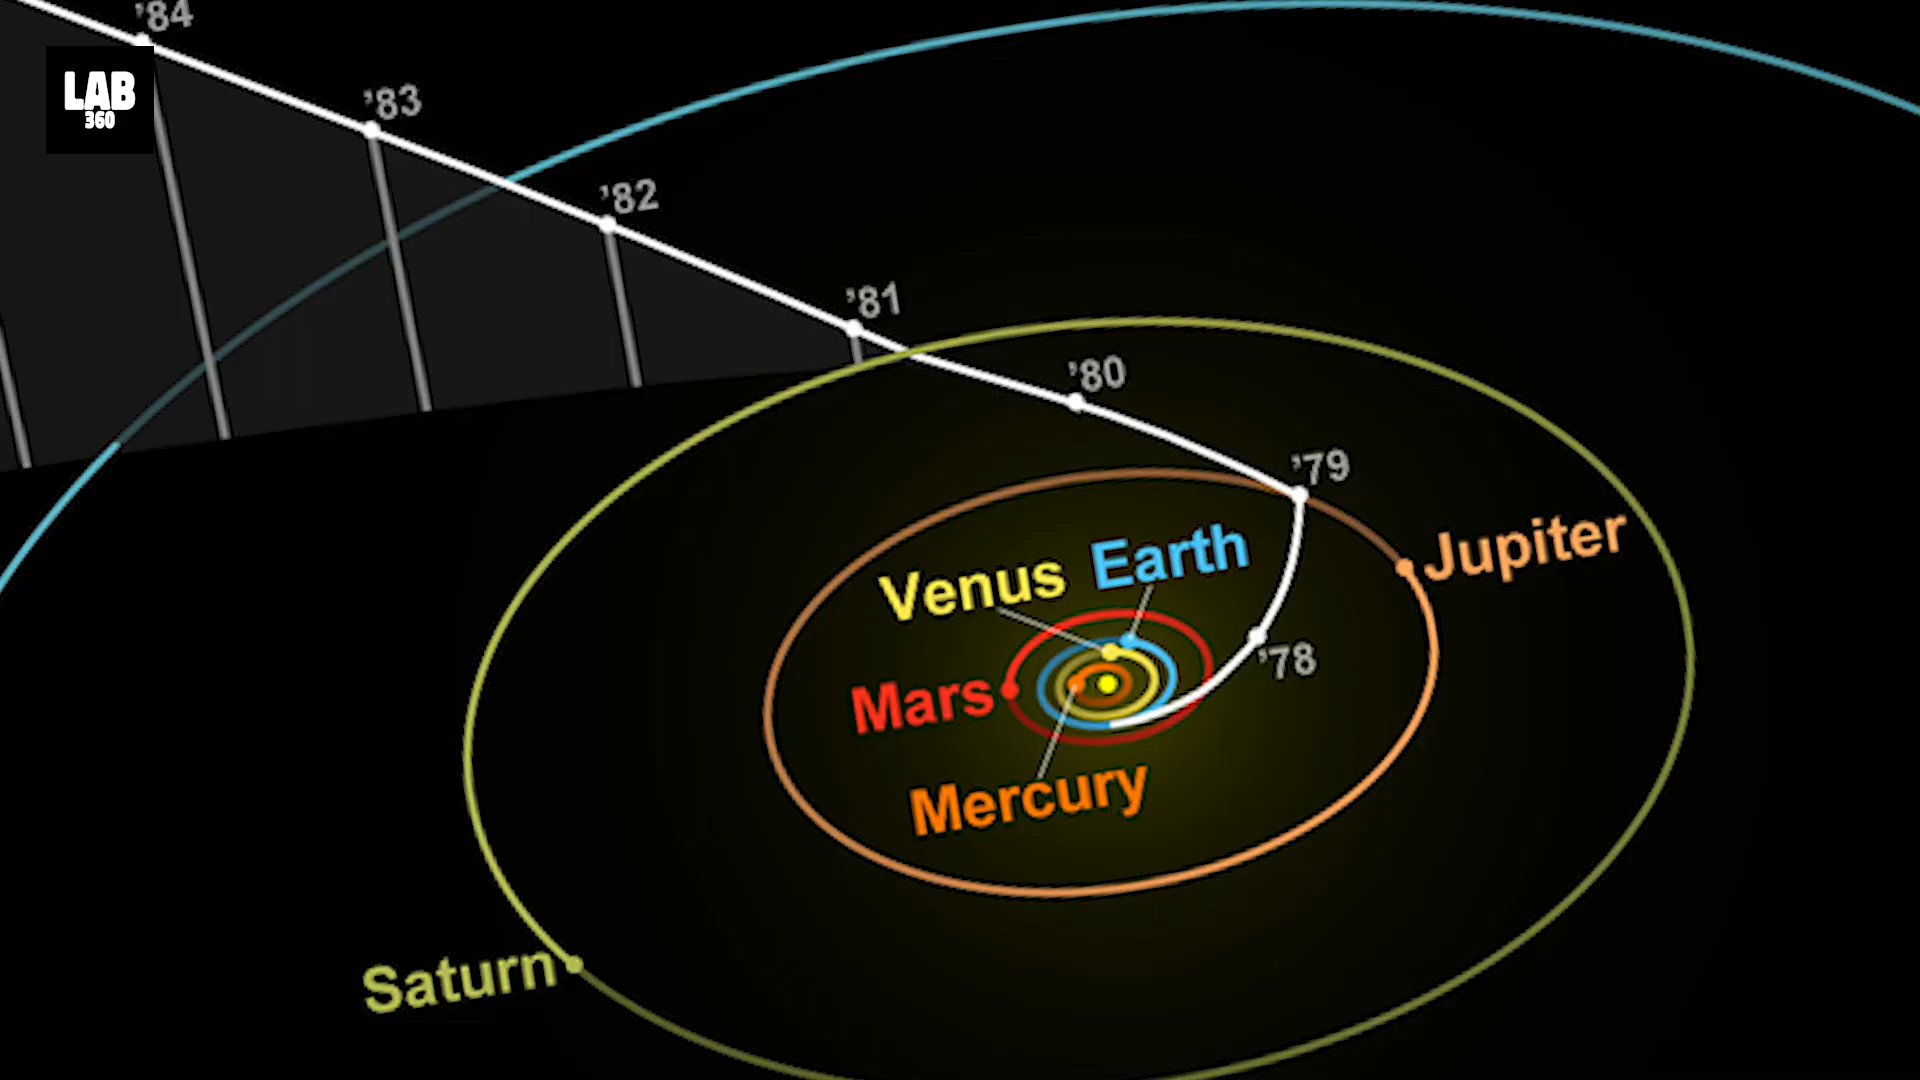 ’84
LAB
360
’83
’82
’81
’80
’79
Jupiter
Earth
Venus
’78
Mars
Mercury
Saturn